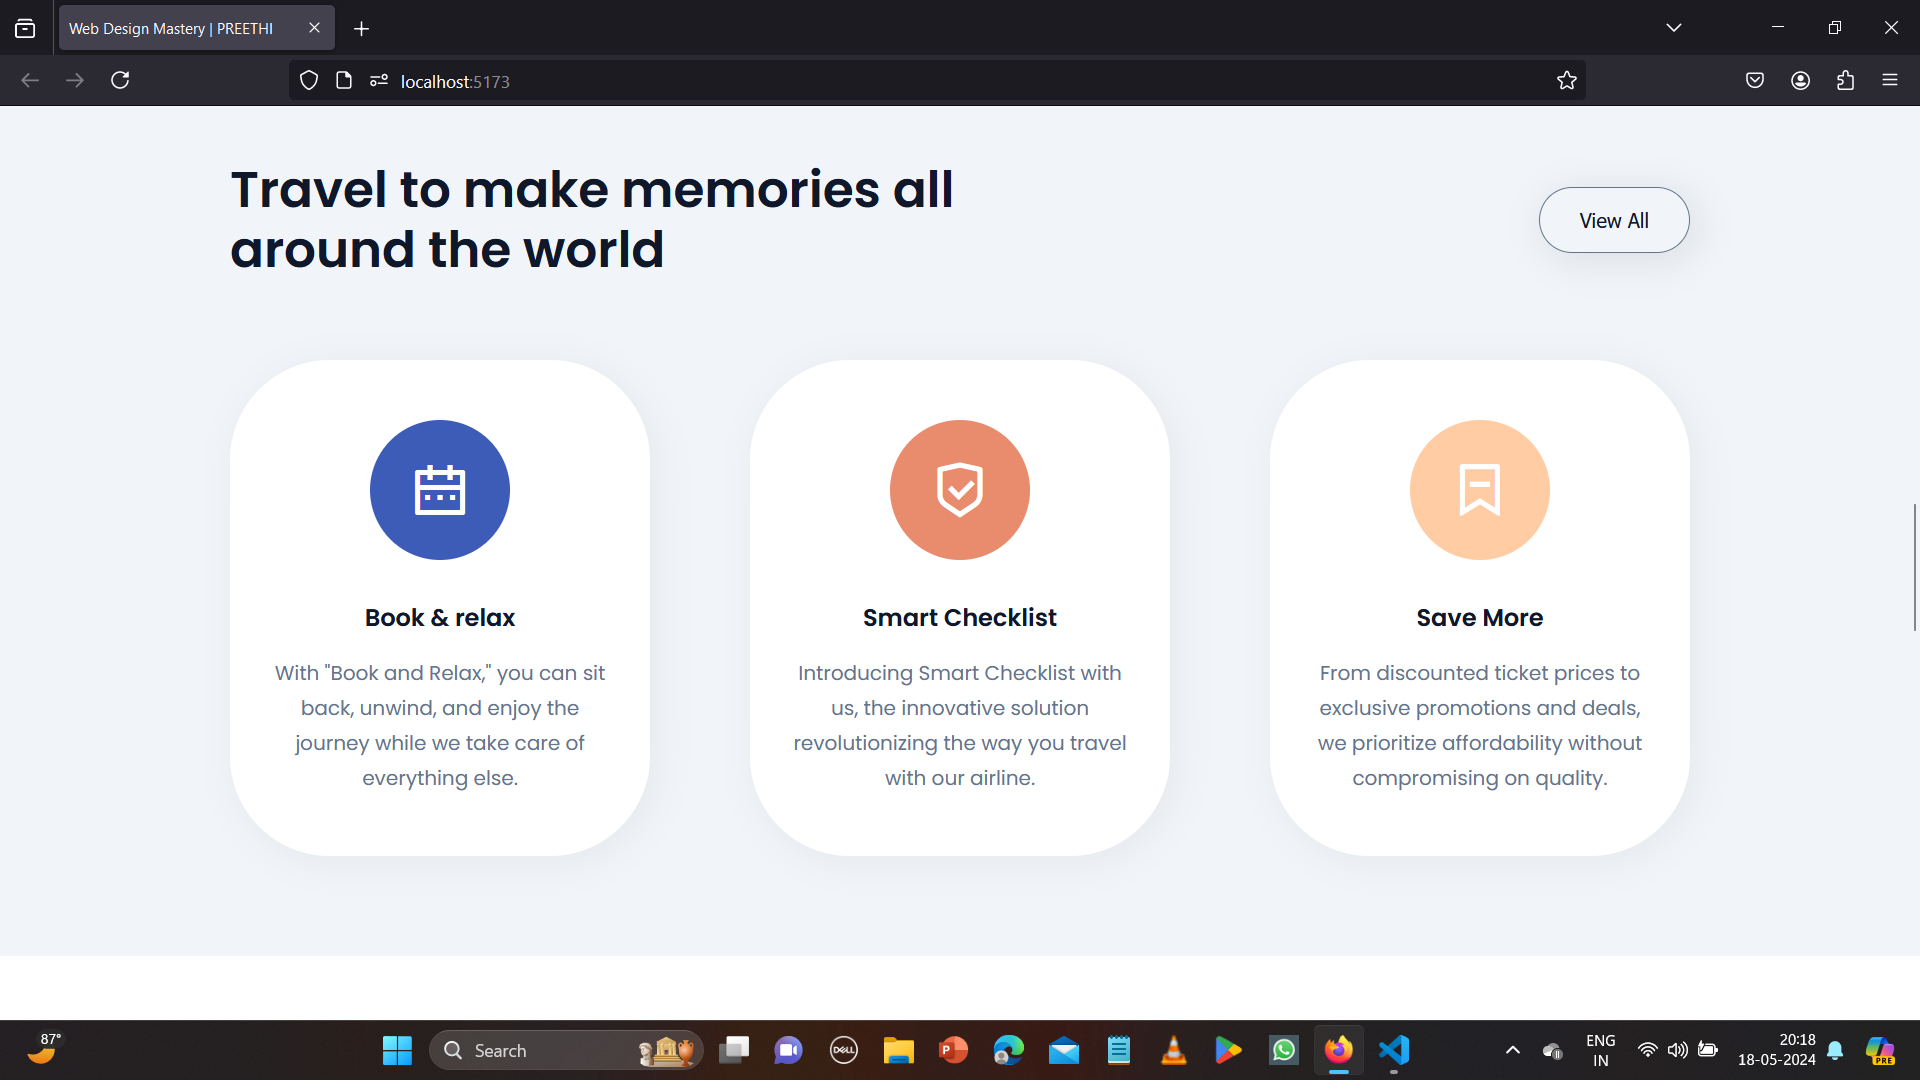 Web Design Mastery | PREETHI
localhost:5173
Travel to make memories all
around the world
View All
Book & relax
With "Book and Relax," you can sit
back, unwind, and enjoy the
journey while we take care of
everything else.
Smart Checklist
Introducing Smart Checklist with
us, the innovative solution
revolutionizing the way you travel
with our airline.
Save More
From discounted ticket prices to
exclusive promotions and deals,
we prioritize affordability without
compromising on quality.
87°
Search
DELL
P
ENG
IN
20:18
18-05-2024
PRE